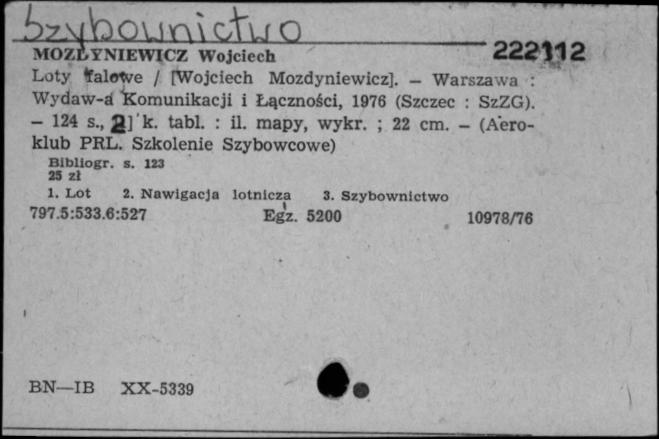 Szybownictwo
MOZDYNIEWICZ Wojciech 222112
Loty falowe / [Wojciech Mozdyniewicz]. — Warszawa :
Wydaw-a Komunikacji i Łączności, 1976 (Szczec : SzZG).
— 124 s., 2] k. tabl. : il. mapy, wykr. ; 22 cm. — (Aero-
klub PRL. Szkolenie Szybowcowe)
Bibliogr. s. 123
25 zł
1. Lot 2. Nawigacja lotnicza 3. Szybownictwo
797.5:533.6:527 Egz. 5200 10978/76
BN—IB XX-5339